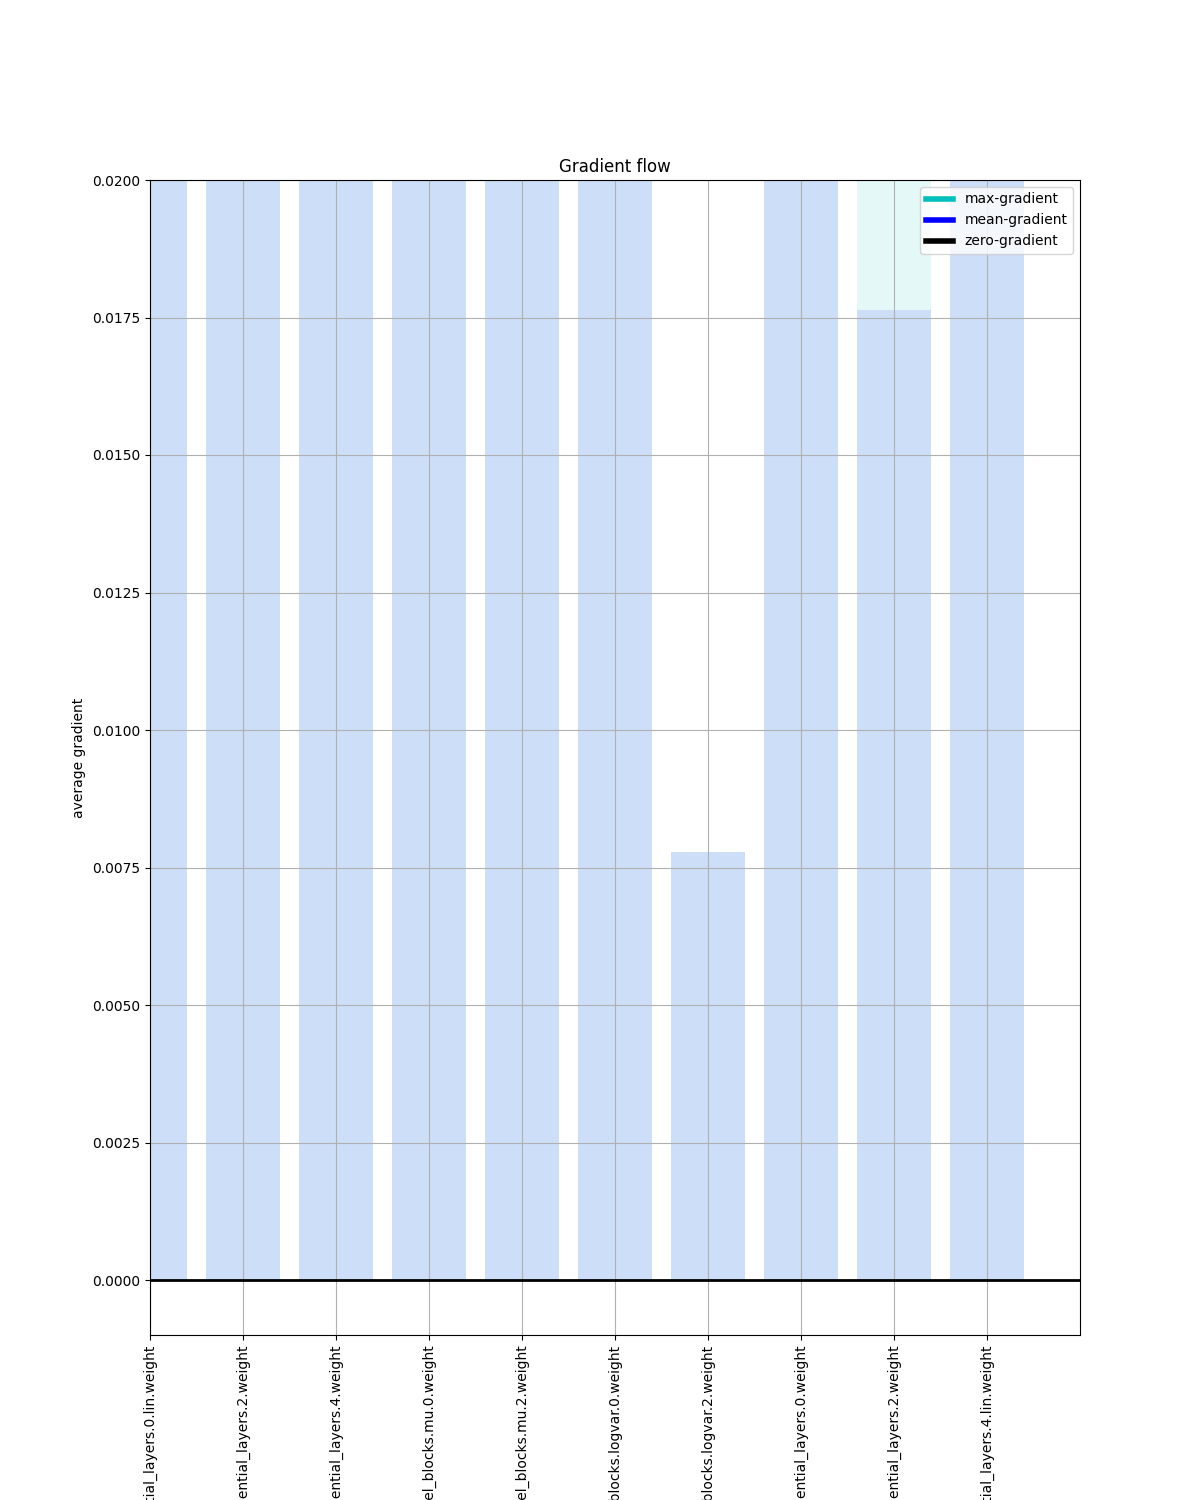 Gradient flow
max-gradient
mean-gradient
zero-gradient
0.0200
0.0175
0.0150
0.0125
0.0100
0.0075
0.0050
0.0025
0.0000
average gradient
tial_layers.0.lin.weight
ential_layers.2.weight
ential_layers.4.weight
el_blocks.mu.0.weight
el_blocks.mu.2.weight
blocks.logvar.0.weight
blocks.logvar.2.weight
ential_layers.0.weight
ential_layers.2.weight
tial_layers.4.lin.weight